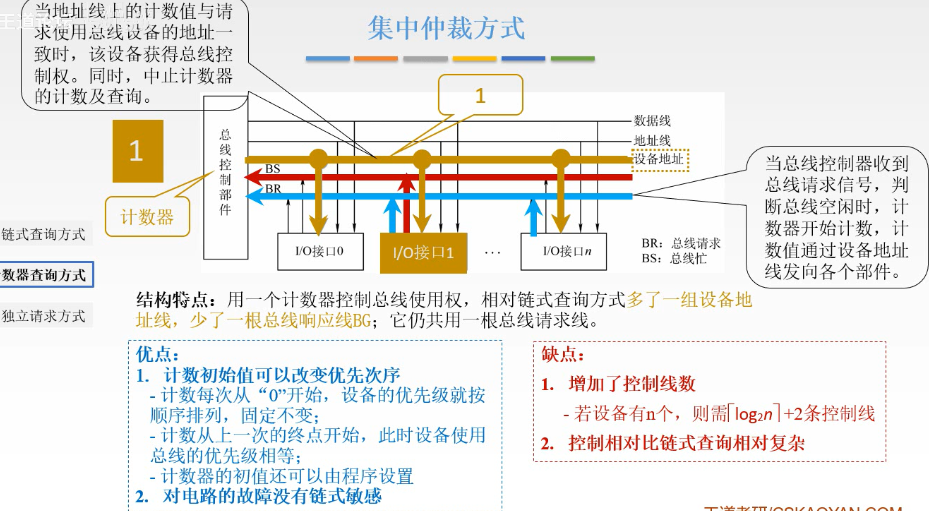 当地址线上的计数值与请
求使用总线设备的地址一
致时，该设备获得总线控
制权。同时，中止计数器
的计数及查询。
集中仲裁方式
1
1
计数器
总线控制部件
数据线
地址线
设备地址
BS
BR
I/O接口0
I/O接口1
···
I/O接口n
BR：总线请求
BS：总线忙
当总线控制器收到
总线请求信号，判
断总线空闲时，计
数器开始计数，计
数值通过设备地址
线发向各个部件。
链式查询方式
数器查询方式
独立请求方式
结构特点：用一个计数器控制总线使用权，相对链式查询方式多了一组设备地
址线，少了一根总线响应线BG；它仍共用一根总线请求线。
优点：
1. 计数初始值可以改变优先次序
- 计数每次从“0”开始，设备的优先级就按
顺序排列，固定不变；
- 计数从上一次的终点开始，此时设备使用
总线的优先级相等；
- 计数器的初值还可以由程序设置
2. 对电路的故障没有链式敏感
缺点：
1. 增加了控制线数
- 若设备有n个，则需⌈log₂n⌉+2条控制线
2. 控制相对比链式查询相对复杂
王道考研/CSKAOYAN.COM